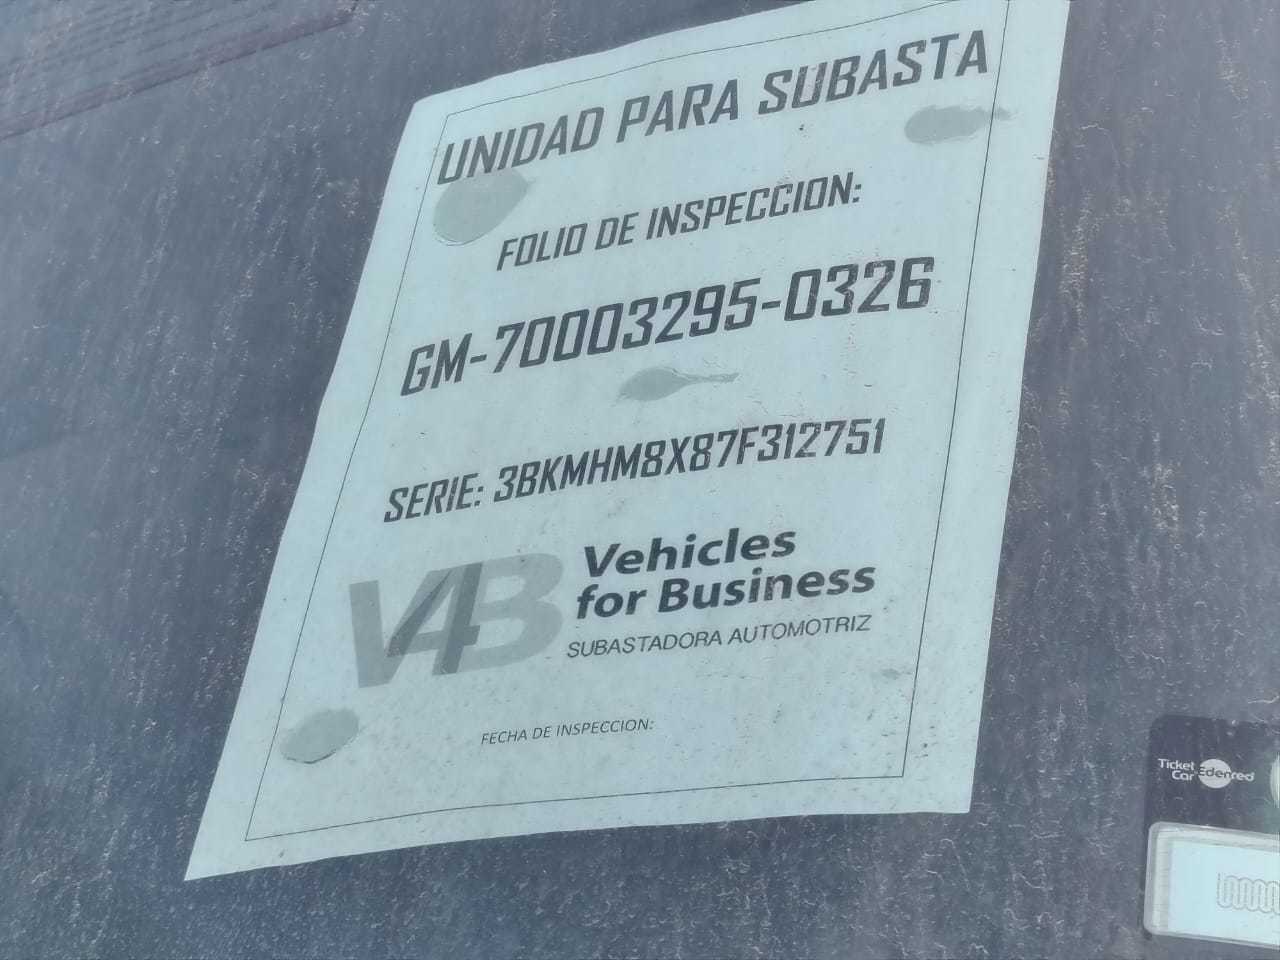 UNIDAD PARA SUBASTA
FOLIO DE INSPECCION:
GM-70003295-0326
SERIE: 3BKMHM8X87F312751
V4B
Vehicles
for Business
SUBASTADORA AUTOMOTRIZ
FECHA DE INSPECCION:
Ticket
Car
Edenred